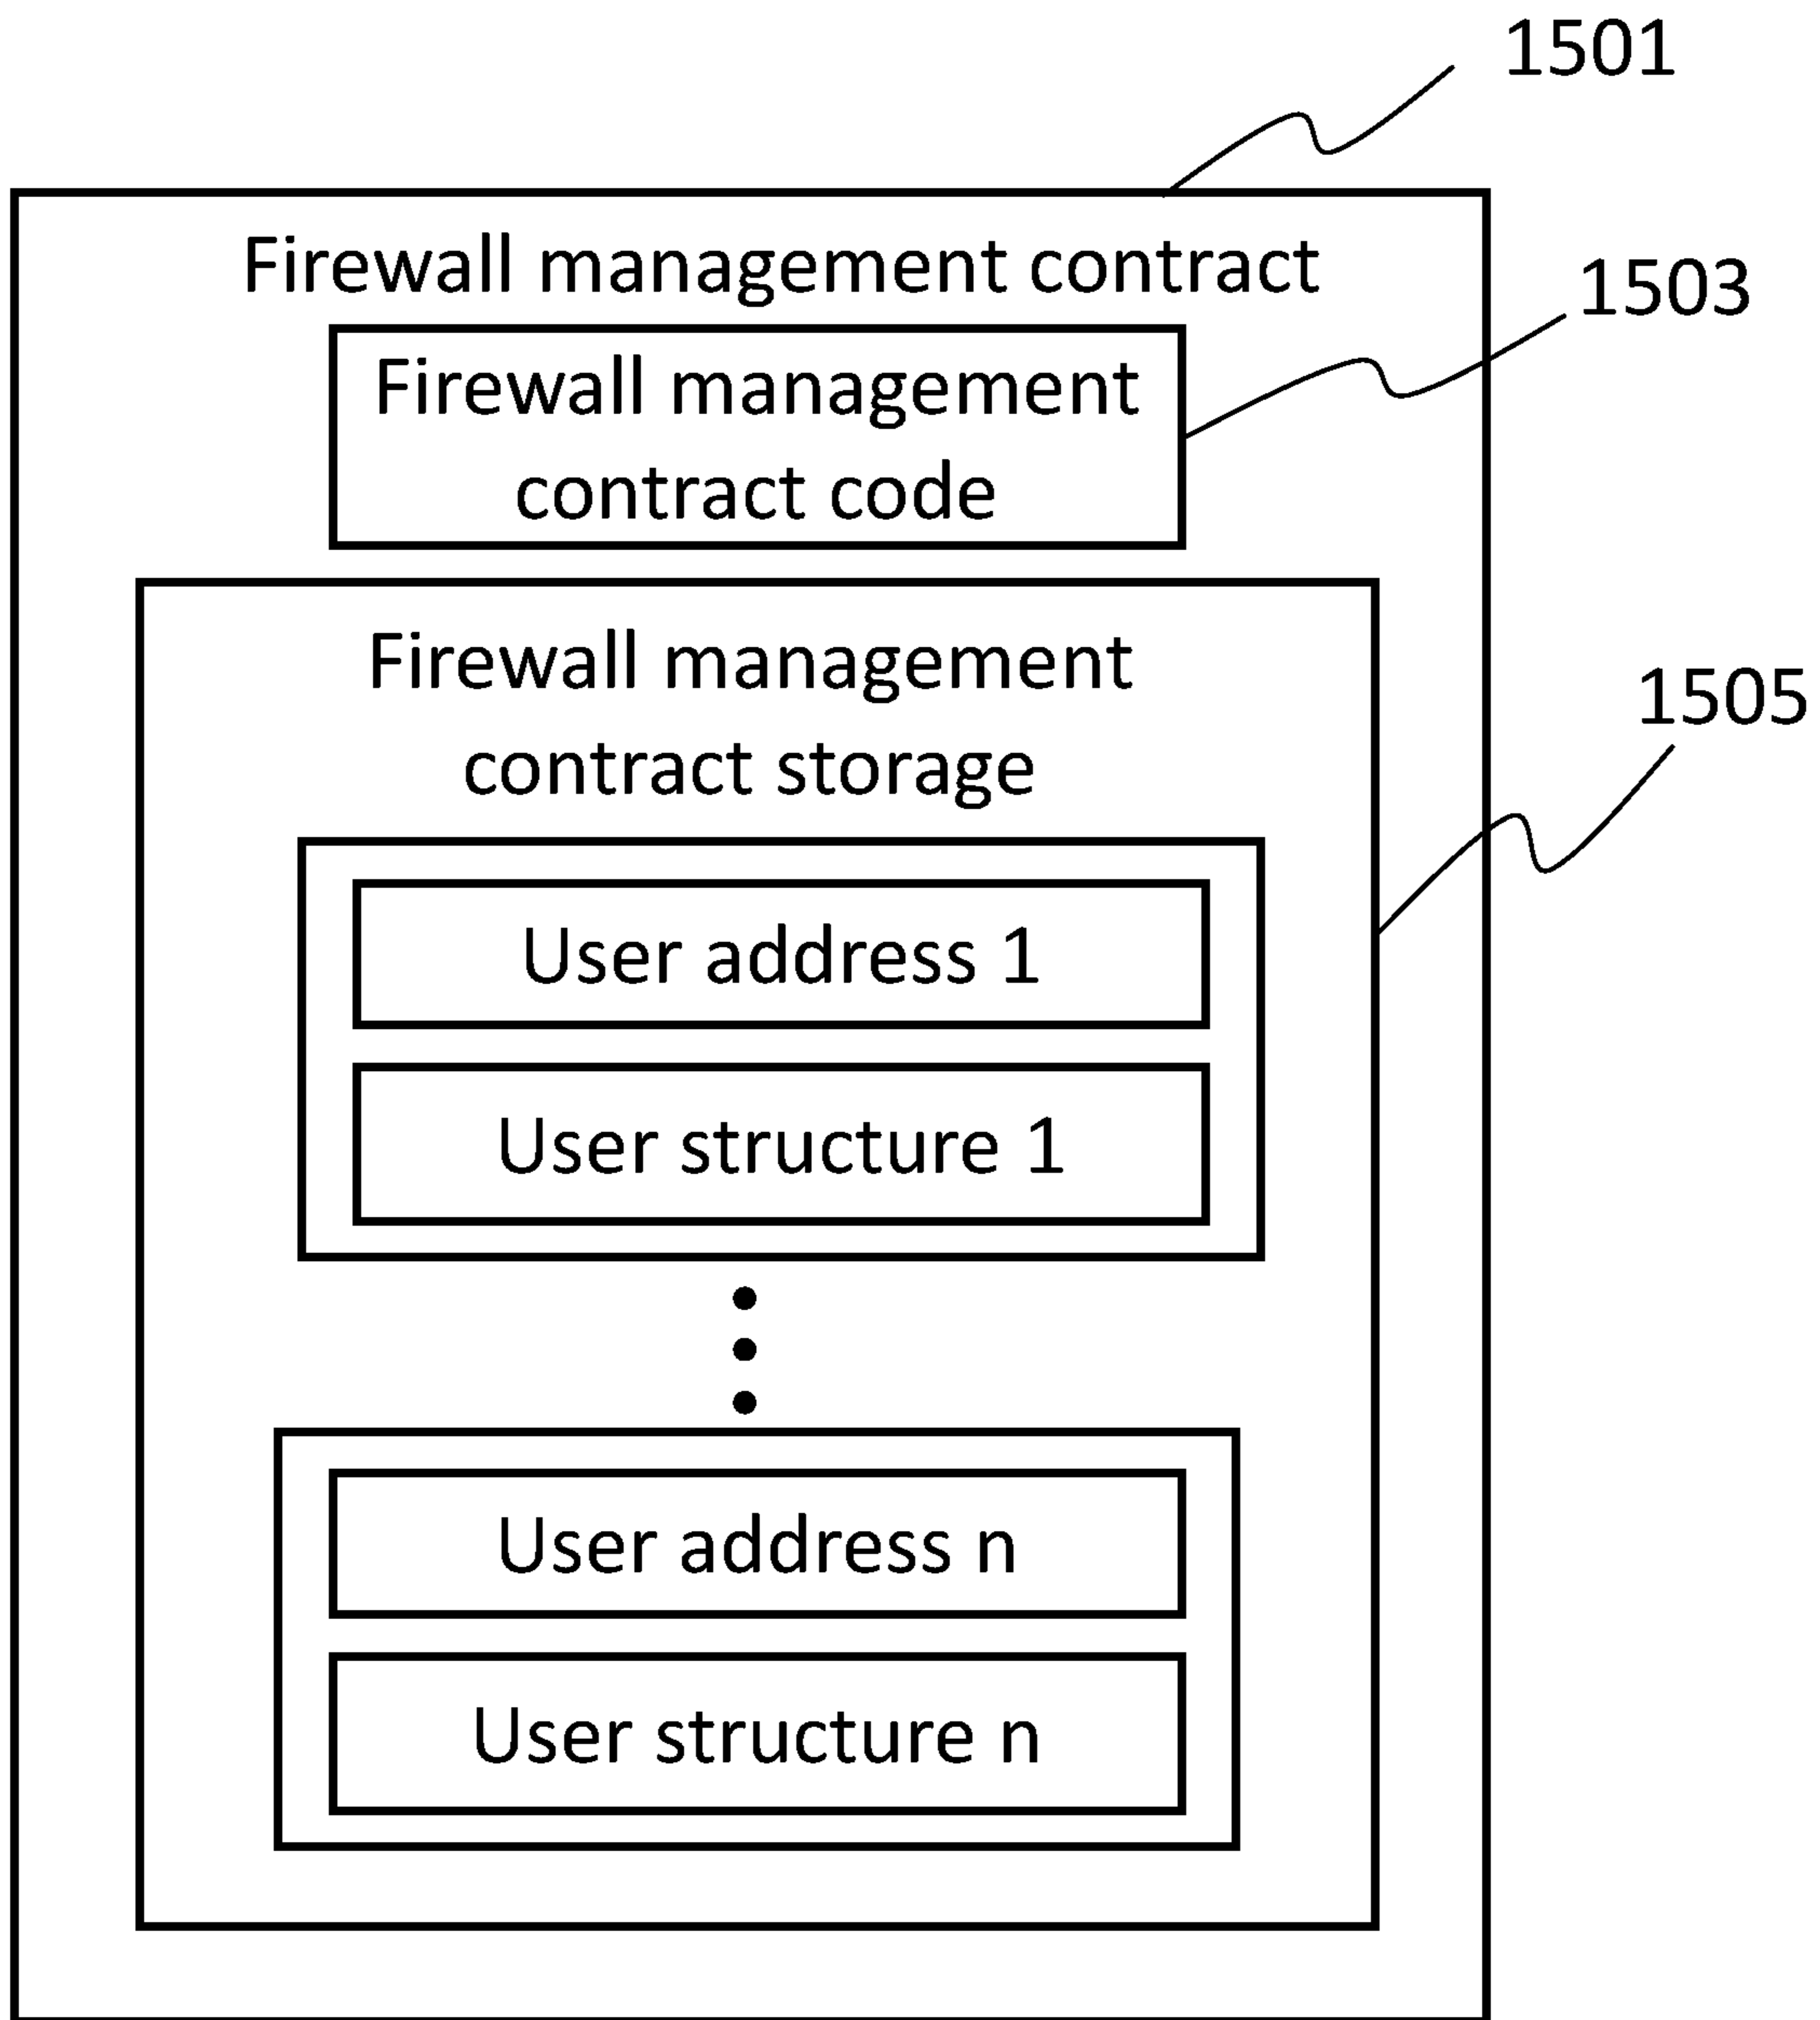 1501
Firewall management contract
1503
Firewall management
contract code
Firewall management
contract storage
1505
User address 1
User structure 1
User address n
User structure n